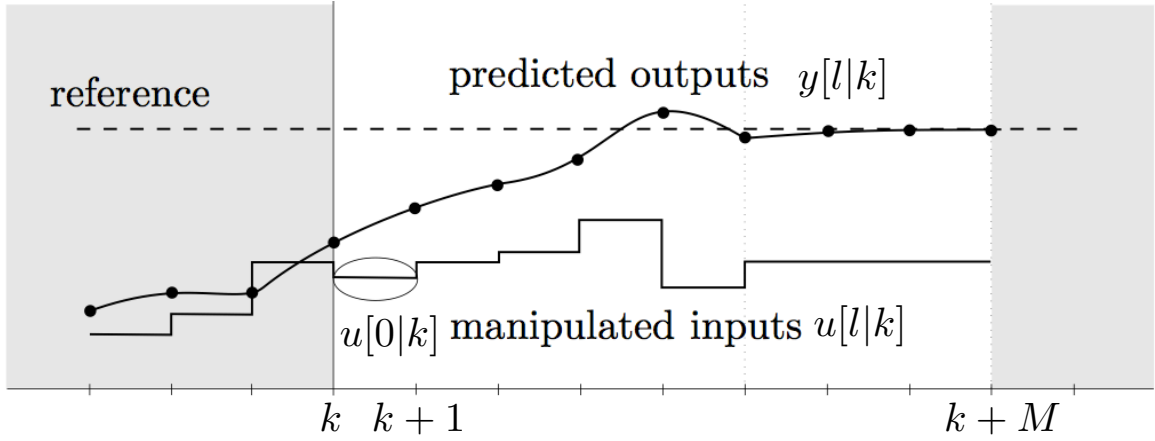 predicted outputs y[l|k]
reference
u[0|k] manipulated inputs u[l|k]
k k + 1 k + M